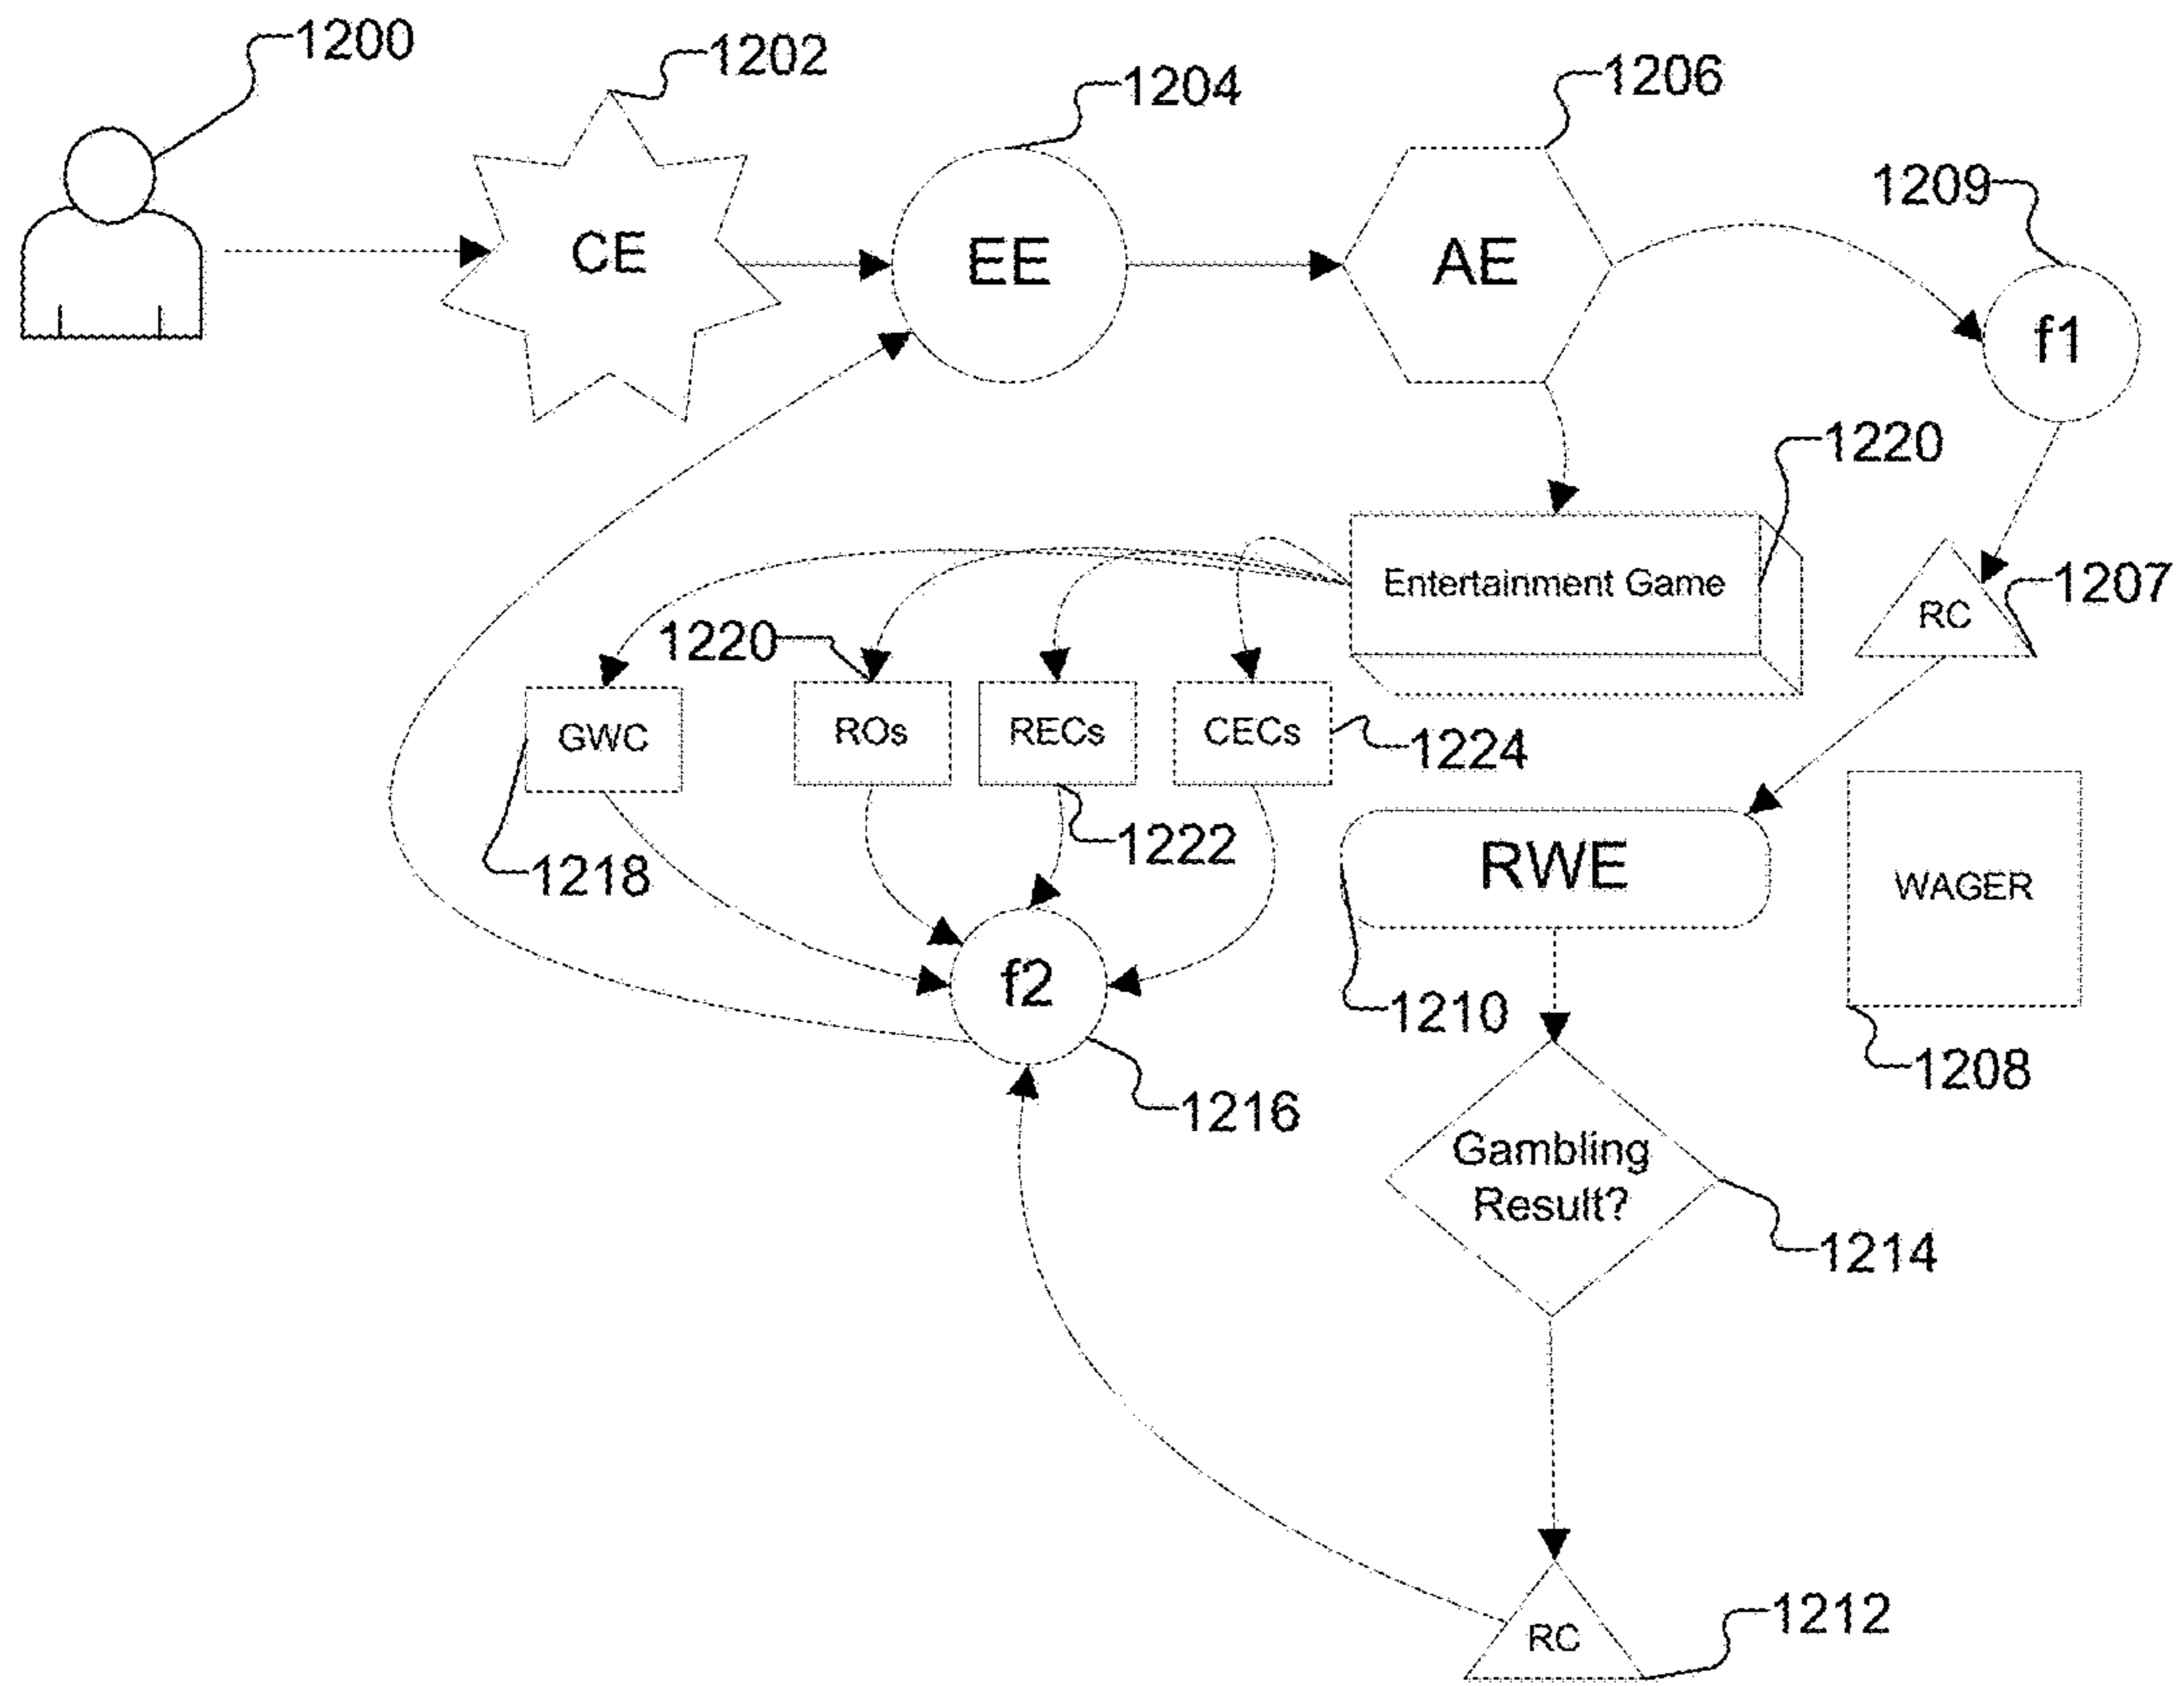 1200
1202
1204
1206
1209
CE
EE
AE
f1
1220
Entertainment Game
1207
RC
1220
GWC
ROs
RECs
CECs
1224
1222
1218
RWE
WAGER
f2
1210
1208
1216
Gambling
Result?
1214
1212
RC